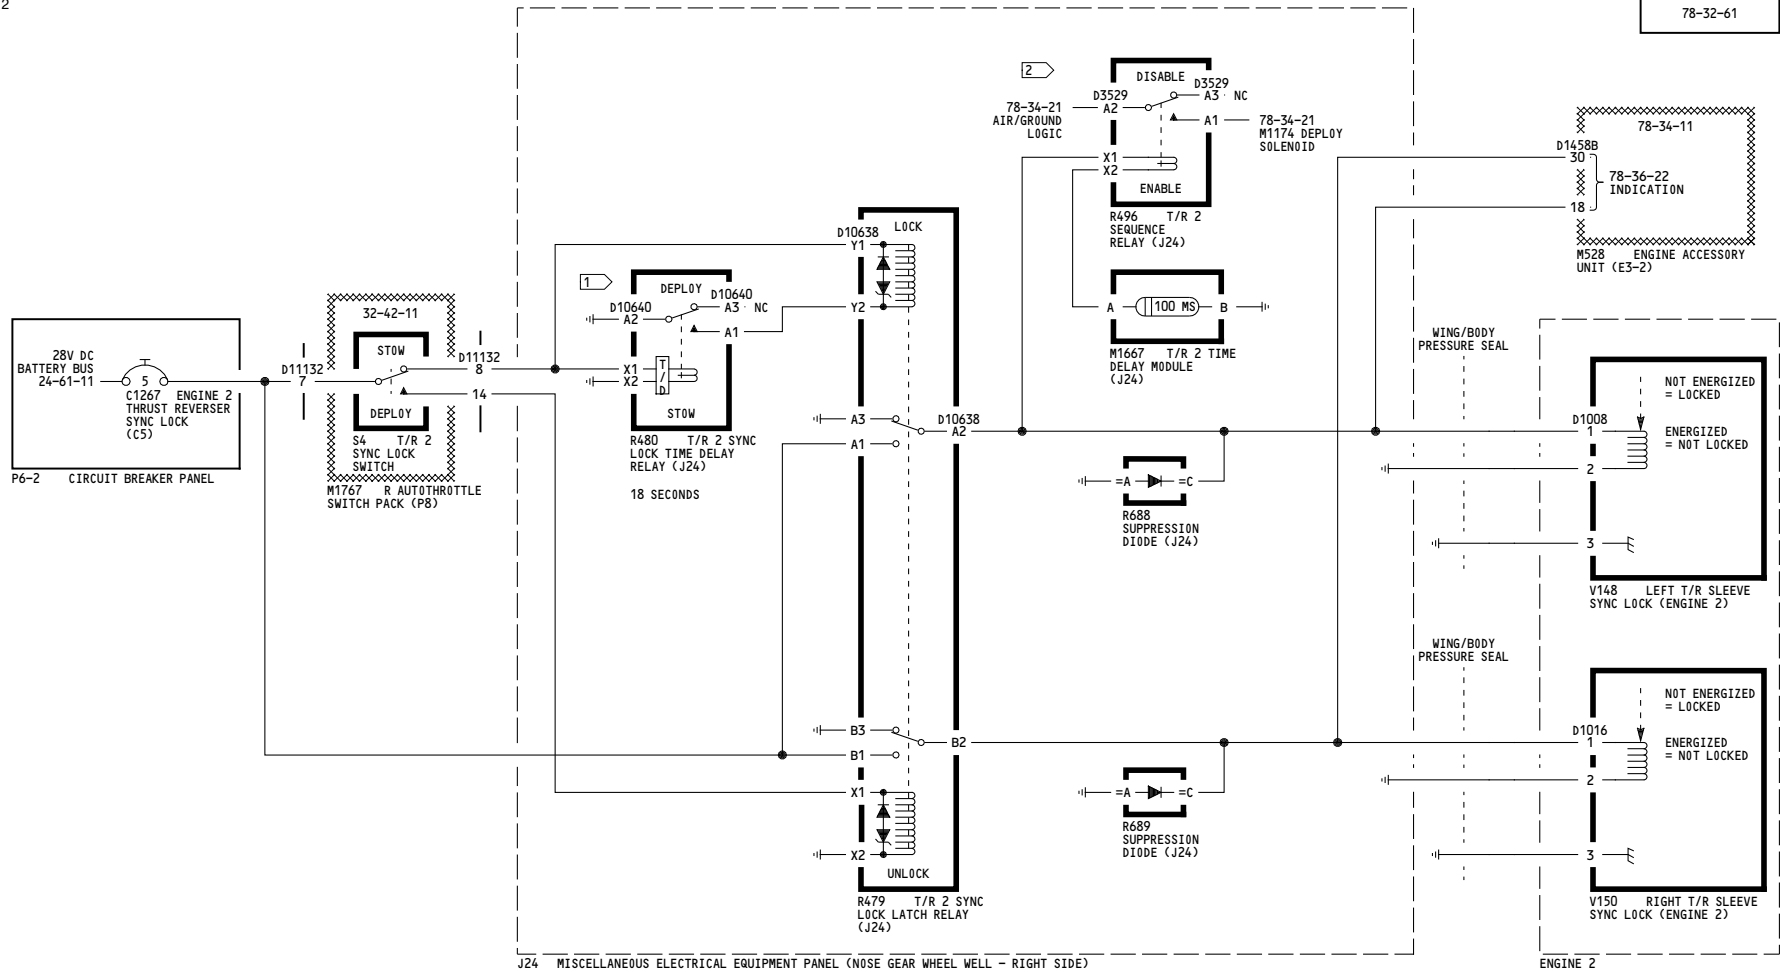 2
78-32-61
2
DISABLE
D3529
D3529
A3 NC
78-34-21
A2
AIR/GROUND
LOGIC
A1
78-34-21
M1174 DEPLOY
SOLENOID
X1
X2
ENABLE
R496 T/R 2
SEQUENCE
RELAY (J24)
78-34-11
D1458B
30
78-36-22
INDICATION
18
M528 ENGINE ACCESSORY
UNIT (E3-2)
LOCK
D10638
Y1
Y2
1
DEPLOY
D10640
D10640
A3 NC
A2
A1
X1
X2
T/D
STOW
R480 T/R 2 SYNC
LOCK TIME DELAY
RELAY (J24)
18 SECONDS
A 100 MS B
M1667 T/R 2 TIME
DELAY MODULE
(J24)
32-42-11
STOW
D11132
7
D11132
8
14
DEPLOY
S4 T/R 2
SYNC LOCK
SWITCH
M1767 R AUTOTHROTTLE
SWITCH PACK (P8)
28V DC
BATTERY BUS
24-61-11
5
C1267 ENGINE 2
THRUST REVERSER
SYNC LOCK
(C5)
P6-2 CIRCUIT BREAKER PANEL
A3
D10638
A2
A1
WING/BODY
PRESSURE SEAL
NOT ENERGIZED
= LOCKED
D1008
1
ENERGIZED
= NOT LOCKED
2
3
V148 LEFT T/R SLEEVE
SYNC LOCK (ENGINE 2)
=A =C
R688
SUPPRESSION
DIODE (J24)
WING/BODY
PRESSURE SEAL
NOT ENERGIZED
= LOCKED
B3
B2
B1
D1016
1
ENERGIZED
= NOT LOCKED
2
3
V150 RIGHT T/R SLEEVE
SYNC LOCK (ENGINE 2)
=A =C
R689
SUPPRESSION
DIODE (J24)
X1
X2
UNLOCK
R479 T/R 2 SYNC
LOCK LATCH RELAY
(J24)
J24 MISCELLANEOUS ELECTRICAL EQUIPMENT PANEL (NOSE GEAR WHEEL WELL - RIGHT SIDE)
ENGINE 2